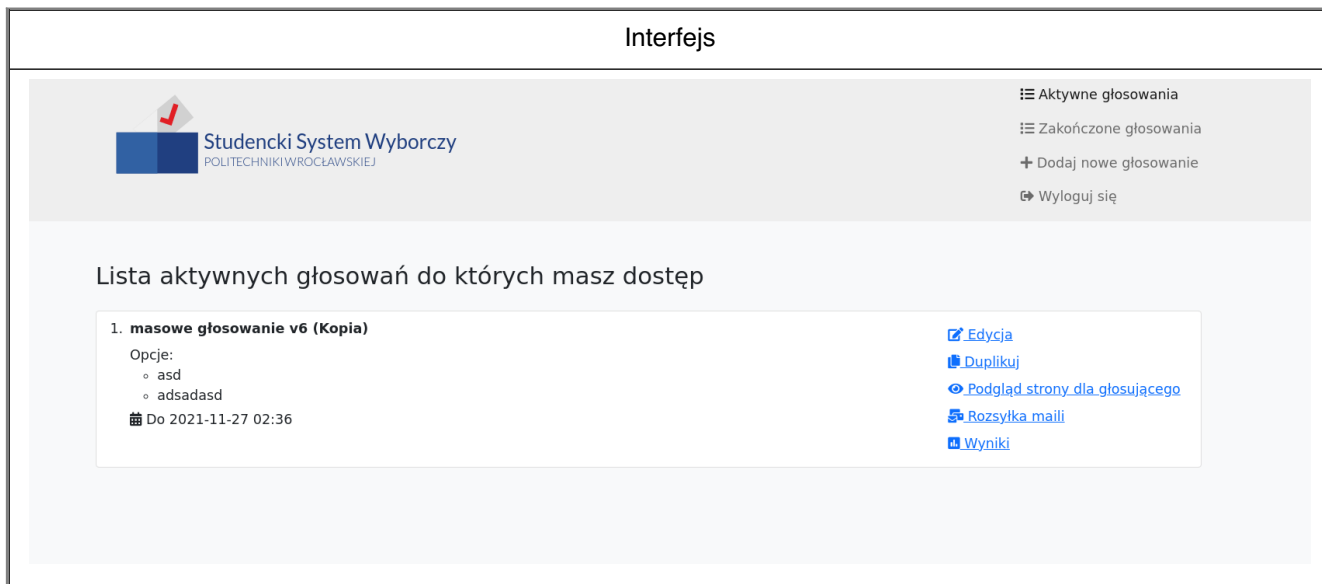 Interfejs
Studencki System Wyborczy
POLITECHNIKI WROCŁAWSKIEJ
Aktywne głosowania
Zakończone głosowania
Dodaj nowe głosowanie
Wyloguj się
Lista aktywnych głosowań do których masz dostęp
1. masowe głosowanie v6 (Kopia)
Opcje:
◦ asd
◦ adsadasd
Do 2021-11-27 02:36
Edycja
Duplikuj
Podgląd strony dla głosującego
Rozsyłka maili
Wyniki